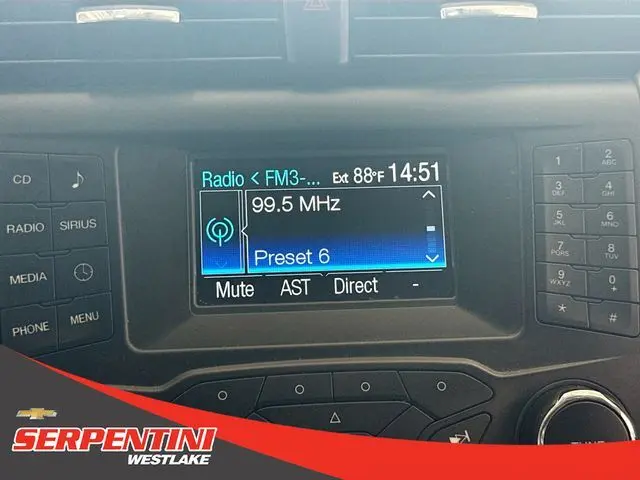 Radio < FM3-... Ext 88°F 14:51
99.5 MHz
Preset 6
Mute AST Direct -
CD
RADIO SIRIUS
MEDIA
PHONE MENU
1 2 ABC
3 DEF 4 GHI
5 JKL 6 MNO
7 PQRS 8 TUV
9 WXYZ 0 +
* #
TUNE
SERPENTINI
WESTLAKE